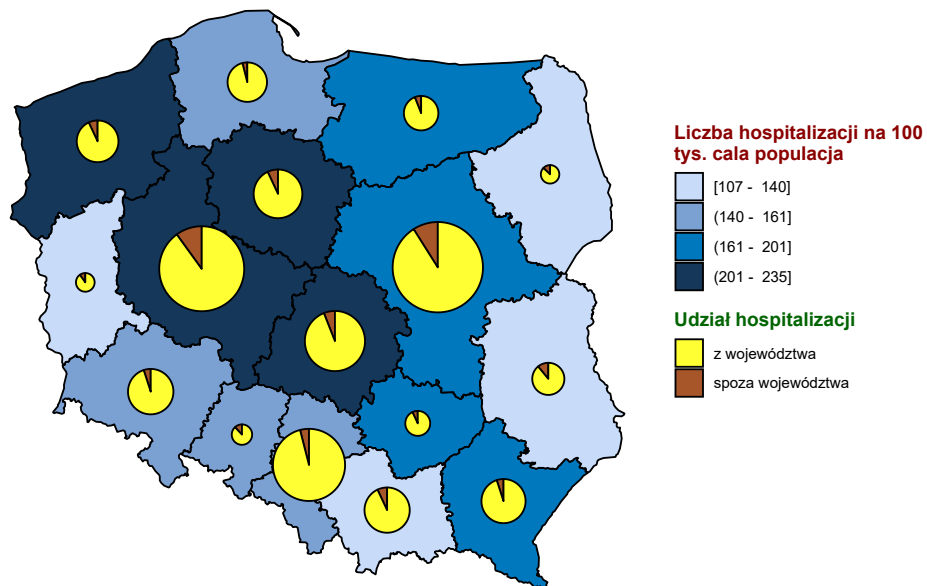 Liczba hospitalizacji na 100
tys. cala populacja
[107 - 140]
(140 - 161]
(161 - 201]
(201 - 235]
Udział hospitalizacji
z województwa
spoza województwa